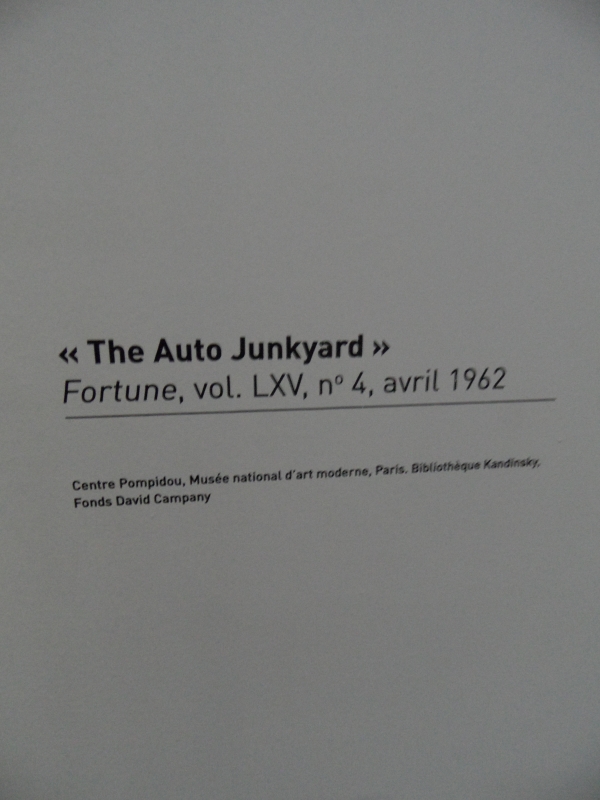 « The Auto Junkyard »
Fortune, vol. LXV, nº 4, avril 1962
Centre Pompidou, Musée national d'art moderne, Paris. Bibliothèque Kandinsky,
Fonds David Campany